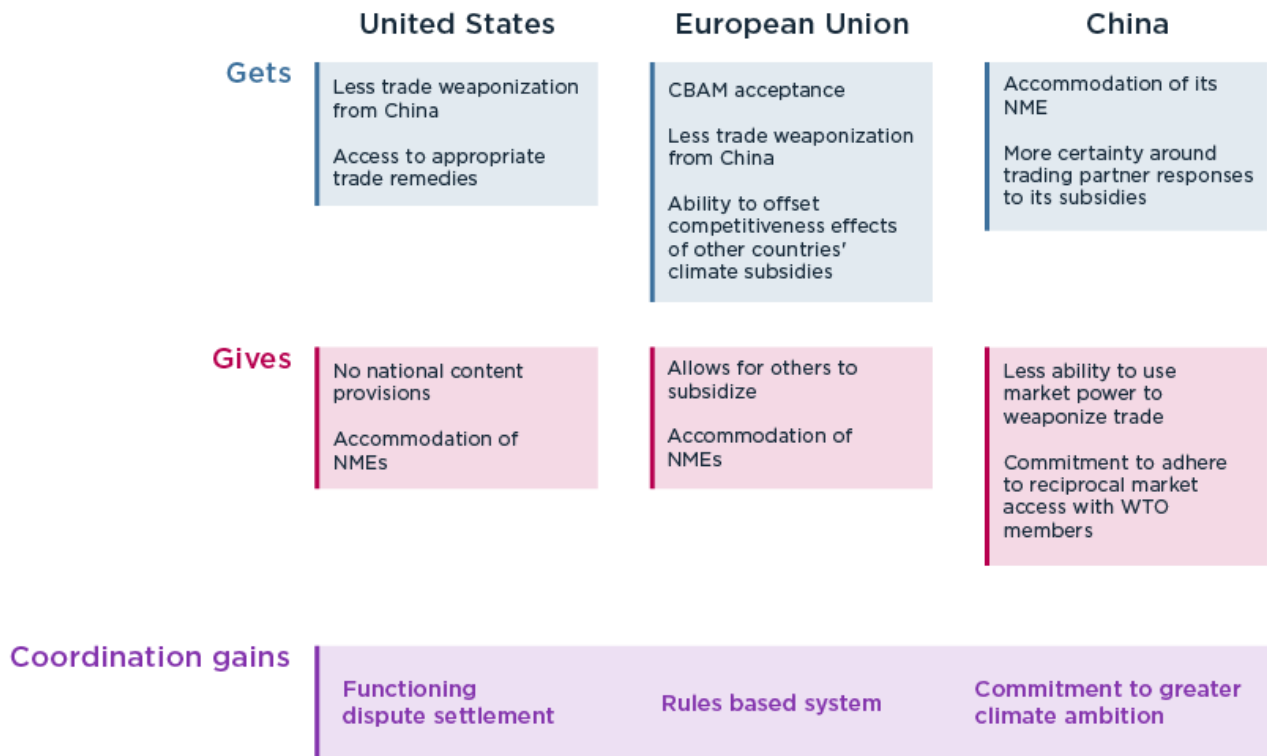 United States
European Union
China
Gets
Less trade weaponization
from China
Access to appropriate
trade remedies
CBAM acceptance
Less trade weaponization
from China
Ability to offset
competitiveness effects
of other countries'
climate subsidies
Accommodation of its
NME
More certainty around
trading partner responses
to its subsidies
Gives
No national content
provisions
Accommodation of
NMEs
Allows for others to
subsidize
Accommodation of
NMEs
Less ability to use
market power to
weaponize trade
Commitment to adhere
to reciprocal market
access with WTO
members
Coordination gains
Functioning
dispute settlement
Rules based system
Commitment to greater
climate ambition